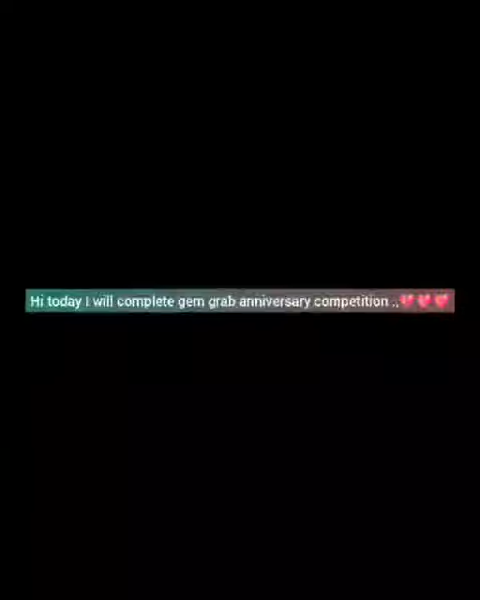 Hi today I will complete gem grab anniversary competition ..💔💔💔